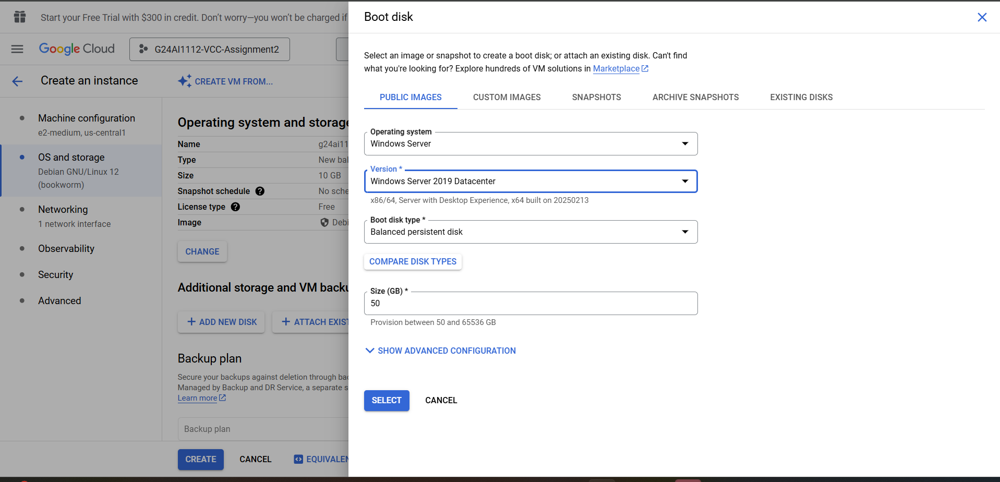 Start your Free Trial with $300 in credit. Don’t worry—you won’t be charged if
Google Cloud
G24AI1112-VCC-Assignment2
Create an instance
CREATE VM FROM...
Machine configuration
e2-medium, us-central1
OS and storage
Debian GNU/Linux 12
(bookworm)
Networking
1 network interface
Observability
Security
Advanced
Operating system and storage
Name g24ai11
Type New bal
Size 10 GB
Snapshot schedule No sche
License type Free
Image Debi
CHANGE
Additional storage and VM backu
ADD NEW DISK
ATTACH EXIST
Backup plan
Secure your backups against deletion through bac
Managed by Backup and DR Service, a separate s
Learn more
Backup plan
CREATE
CANCEL
EQUIVALEN
Boot disk
Select an image or snapshot to create a boot disk; or attach an existing disk. Can't find
what you're looking for? Explore hundreds of VM solutions in Marketplace
PUBLIC IMAGES
CUSTOM IMAGES
SNAPSHOTS
ARCHIVE SNAPSHOTS
EXISTING DISKS
Operating system
Windows Server
Version *
Windows Server 2019 Datacenter
x86/64, Server with Desktop Experience, x64 built on 20250213
Boot disk type *
Balanced persistent disk
COMPARE DISK TYPES
Size (GB) *
50
Provision between 50 and 65536 GB
SHOW ADVANCED CONFIGURATION
SELECT
CANCEL